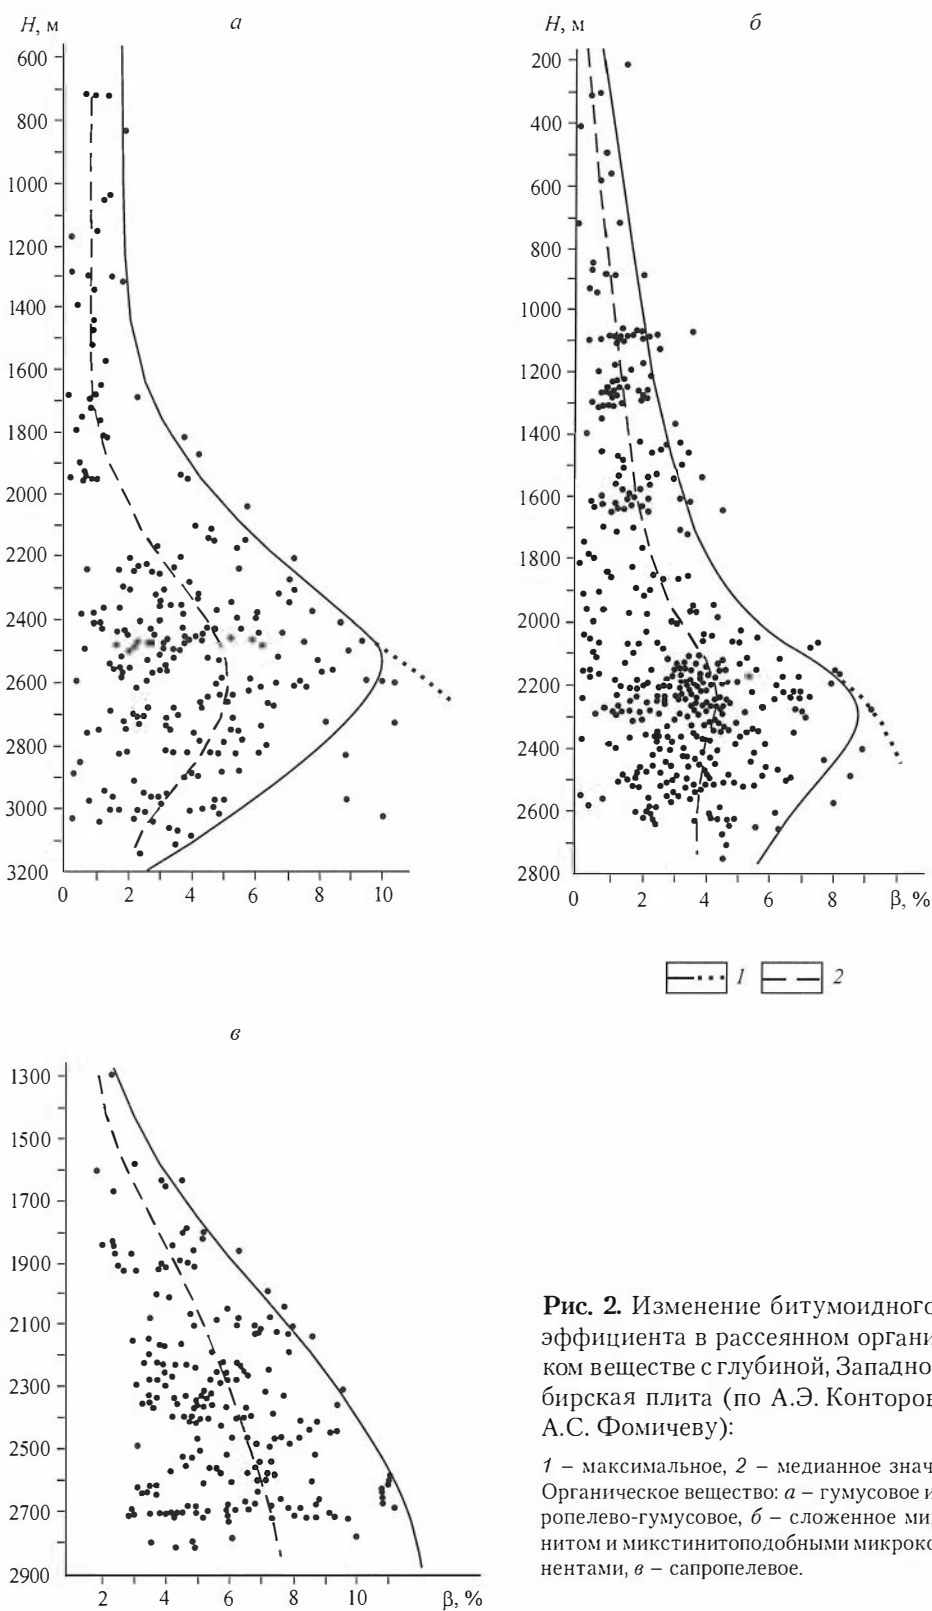 H, м
а
600
800
1000
1200
1400
1600
1800
2000
2200
2400
2600
2800
3000
3200
0 2 4 6 8 10
H, м
б
200
400
600
800
1000
1200
1400
1600
1800
2000
2200
2400
2600
2800
0 2 4 6 8 β, %
1 2
в
1300
1500
1700
1900
2100
2300
2500
2700
2900
2 4 6 8 β, %
Рис. 2. Изменение битумоидного
эффициента в рассеянном органи
ком веществе с глубиной, Западно
бирская плита (по А.Э. Конторов
А.С. Фомичеву):
1 – максимальное, 2 – медианное знач
Органическое вещество: а – гумусовое и
ропелево-гумусовое, б – сложенное ми
нитом и микстинитоподобными микроко
нентами, в – сапропелевое.